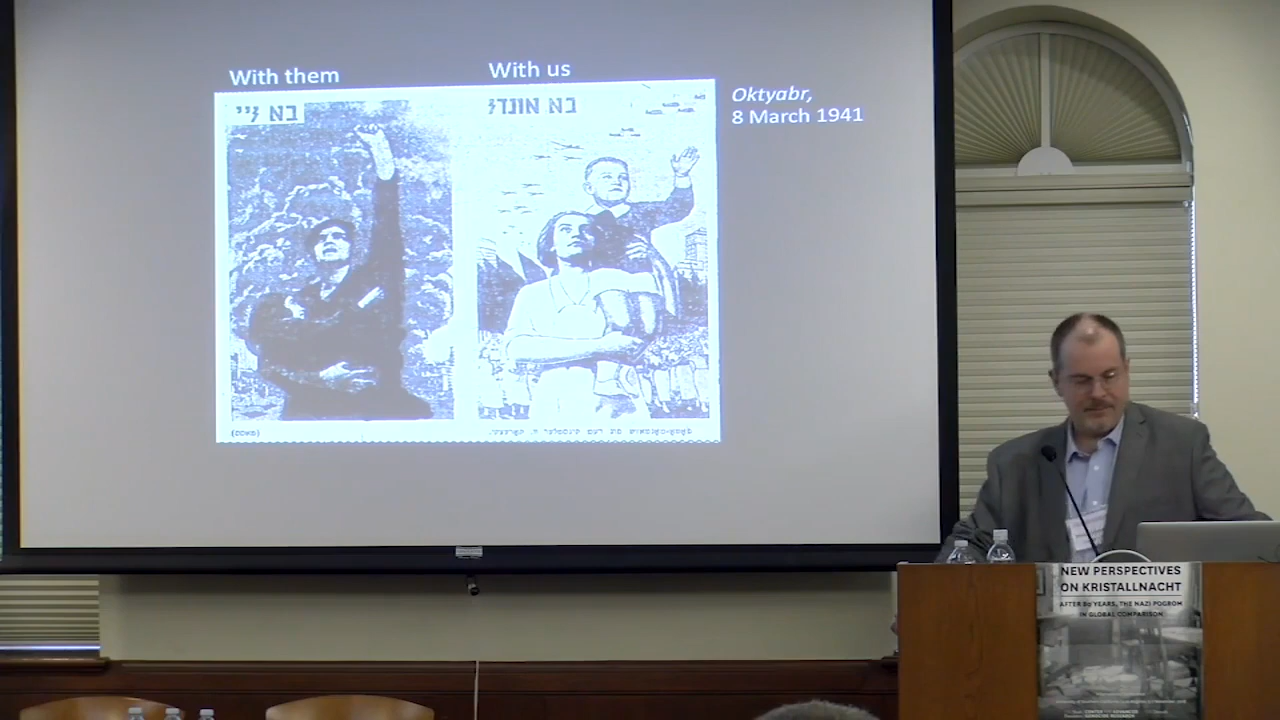 With them
With us
בא זיי
בא אונדז
Oktyabr,
8 March 1941
(מאסס)
NEW PERSPECTIVES
ON KRISTALLNACHT
AFTER 80 YEARS, THE NAZI POGROM
IN GLOBAL COMPARISON